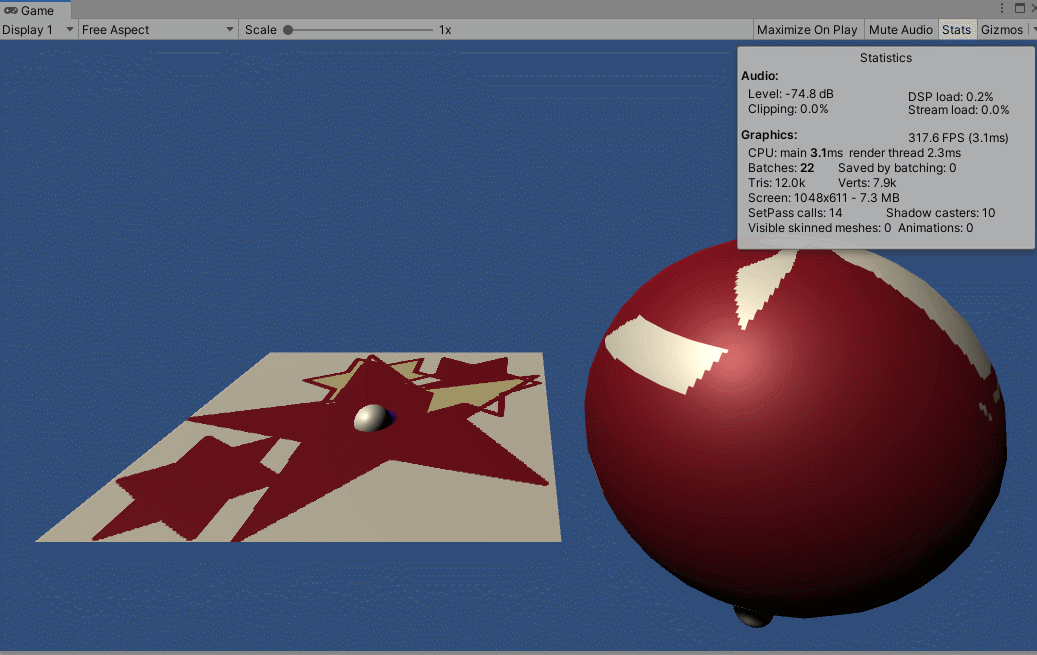 Game
Display 1 Free Aspect Scale 1x Maximize On Play Mute Audio Stats Gizmos
Statistics
Audio:
Level: -74.8 dB DSP load: 0.2%
Clipping: 0.0% Stream load: 0.0%
Graphics: 317.6 FPS (3.1ms)
CPU: main 3.1ms render thread 2.3ms
Batches: 22 Saved by batching: 0
Tris: 12.0k Verts: 7.9k
Screen: 1048x611 - 7.3 MB
SetPass calls: 14 Shadow casters: 10
Visible skinned meshes: 0 Animations: 0